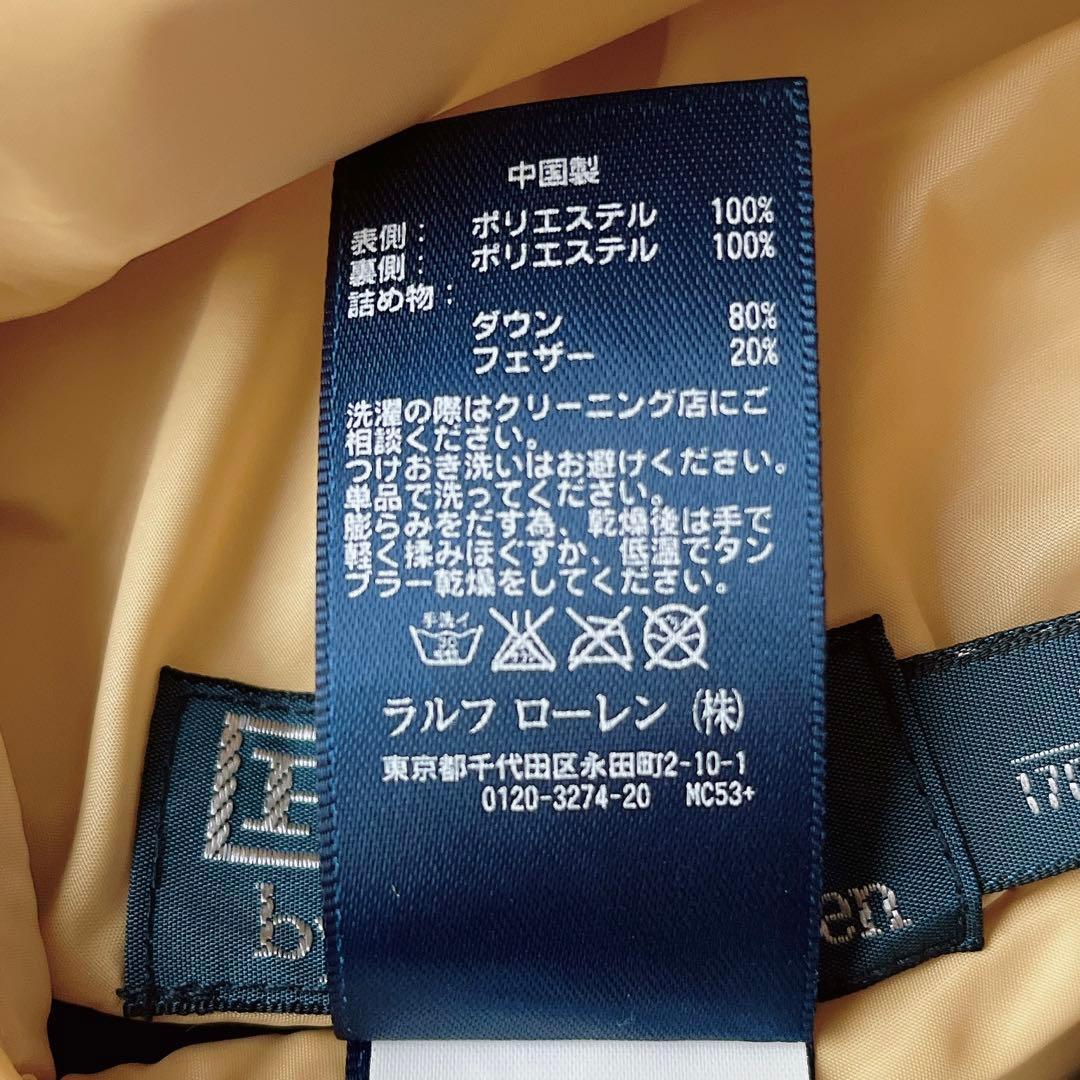 中国製
表側： ポリエステル 100%
裏側： ポリエステル 100%
詰め物：
ダウン 80%
フェザー 20%
洗濯の際はクリーニング店にご
相談ください。
つけおき洗いはお避けください。
単品で洗ってください。
膨らみをだす為、乾燥後は手で
軽く揉みほぐすか、低温でタン
ブラー乾燥をしてください。
手洗イ
30
ラルフ ローレン (株)
東京都千代田区永田町2-10-1
0120-3274-20 MC53+
en